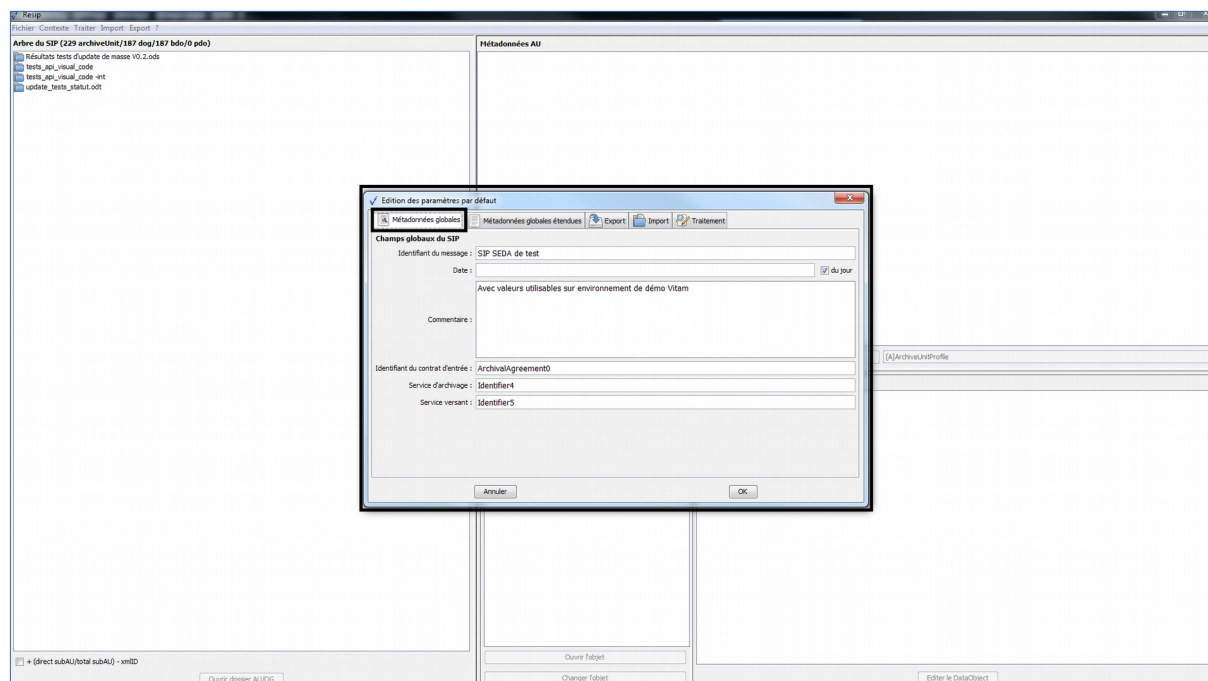 Resip
Fichier Contexte Traiter Import Export ?
Arbre du SIP (229 archiveUnit/187 dog/187 bdo/0 pdo)
Résultats tests d'update de masse V0.2.ods
tests_api_visual_code
tests_api_visual_code -int
update_tests_statut.odt
Métadonnées AU
Edition des paramètres par défaut
Métadonnées globales
Métadonnées globales étendues
Export
Import
Traitement
Champs globaux du SIP
Identifiant du message : SIP SEDA de test
Date :
du jour
Commentaire :
Avec valeurs utilisables sur environnement de démo Vitam
Identifiant du contrat d'entrée : ArchivalAgreement0
Service d'archivage : Identifier4
Service versant : Identifier5
Annuler
OK
[A]ArchiveUnitProfile
+ (direct subAU/total subAU) - xmlID
Ouvrir dossier AU/OG
Ouvrir l'objet
Changer l'objet
Editer le DataObject